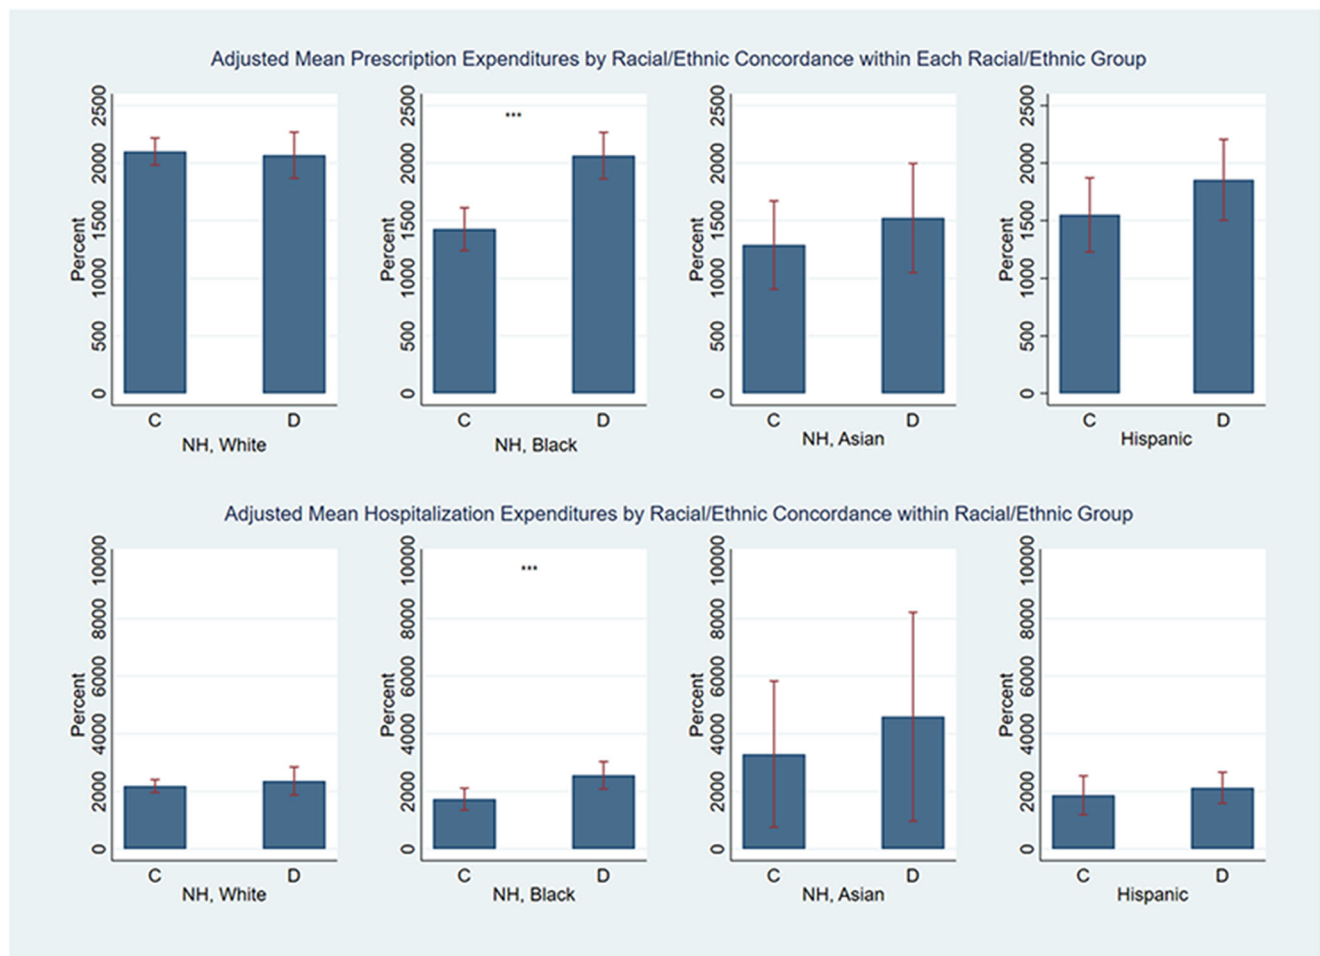 Adjusted Mean Prescription Expenditures by Racial/Ethnic Concordance within Each Racial/Ethnic Group
Percent
0 500 1000 1500 2000 2500
C D
NH, White
***
Percent
0 500 1000 1500 2000 2500
C D
NH, Black
Percent
0 500 1000 1500 2000 2500
C D
NH, Asian
Percent
0 500 1000 1500 2000 2500
C D
Hispanic
Adjusted Mean Hospitalization Expenditures by Racial/Ethnic Concordance within Racial/Ethnic Group
Percent
0 2000 4000 6000 8000 10000
C D
NH, White
***
Percent
0 2000 4000 6000 8000 10000
C D
NH, Black
Percent
0 2000 4000 6000 8000 10000
C D
NH, Asian
Percent
0 2000 4000 6000 8000 10000
C D
Hispanic